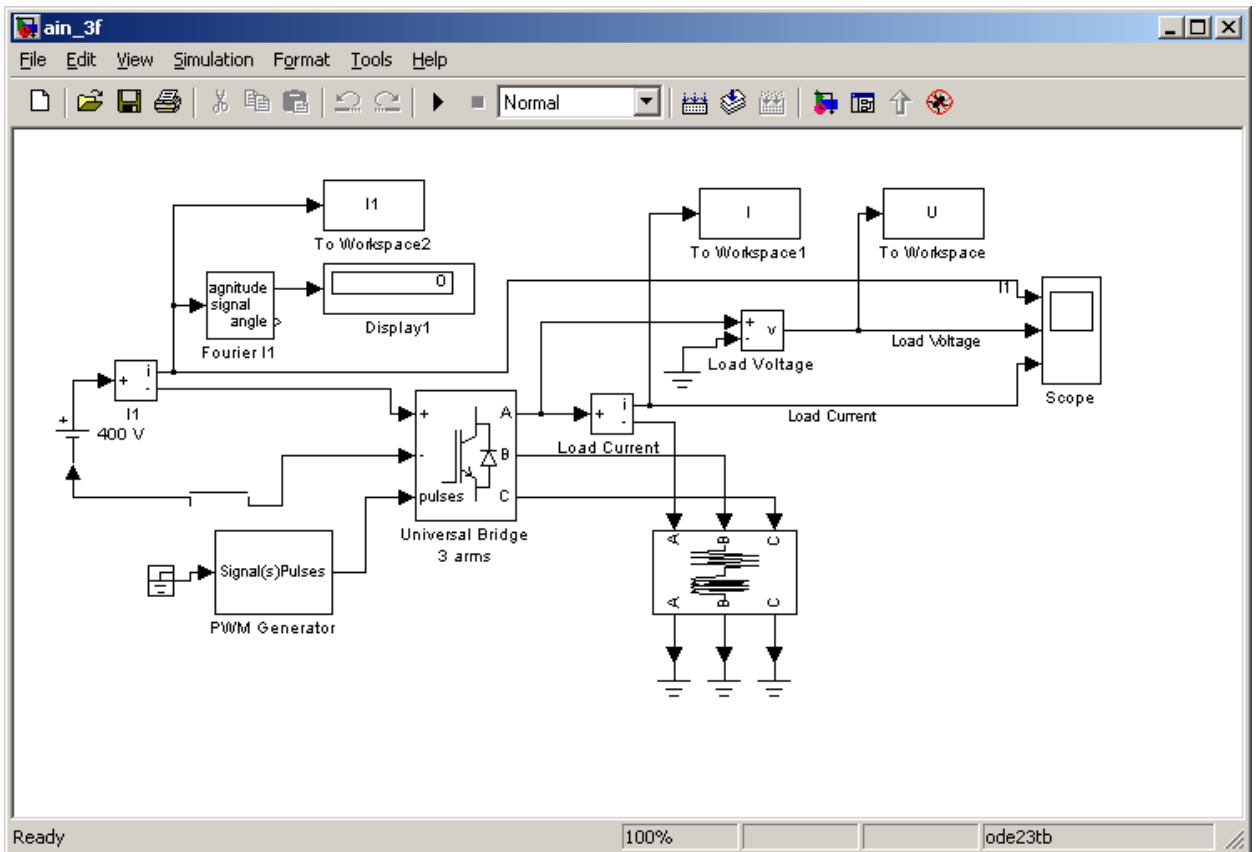 ain_3f
File Edit View Simulation Format Tools Help
Normal
I1
To Workspace2
I
To Workspace1
U
To Workspace
agnitude
signal
angle
Fourier I1
0
Display1
I1
+
v
-
Load Voltage
Load Voltage
Scope
+ i
-
I1
+
400 V
+ A
- B
pulses C
Universal Bridge
3 arms
+ i
-
Load Current
Load Current
Signal(s)Pulses
PWM Generator
A B C
A B C
Ready 100% ode23tb